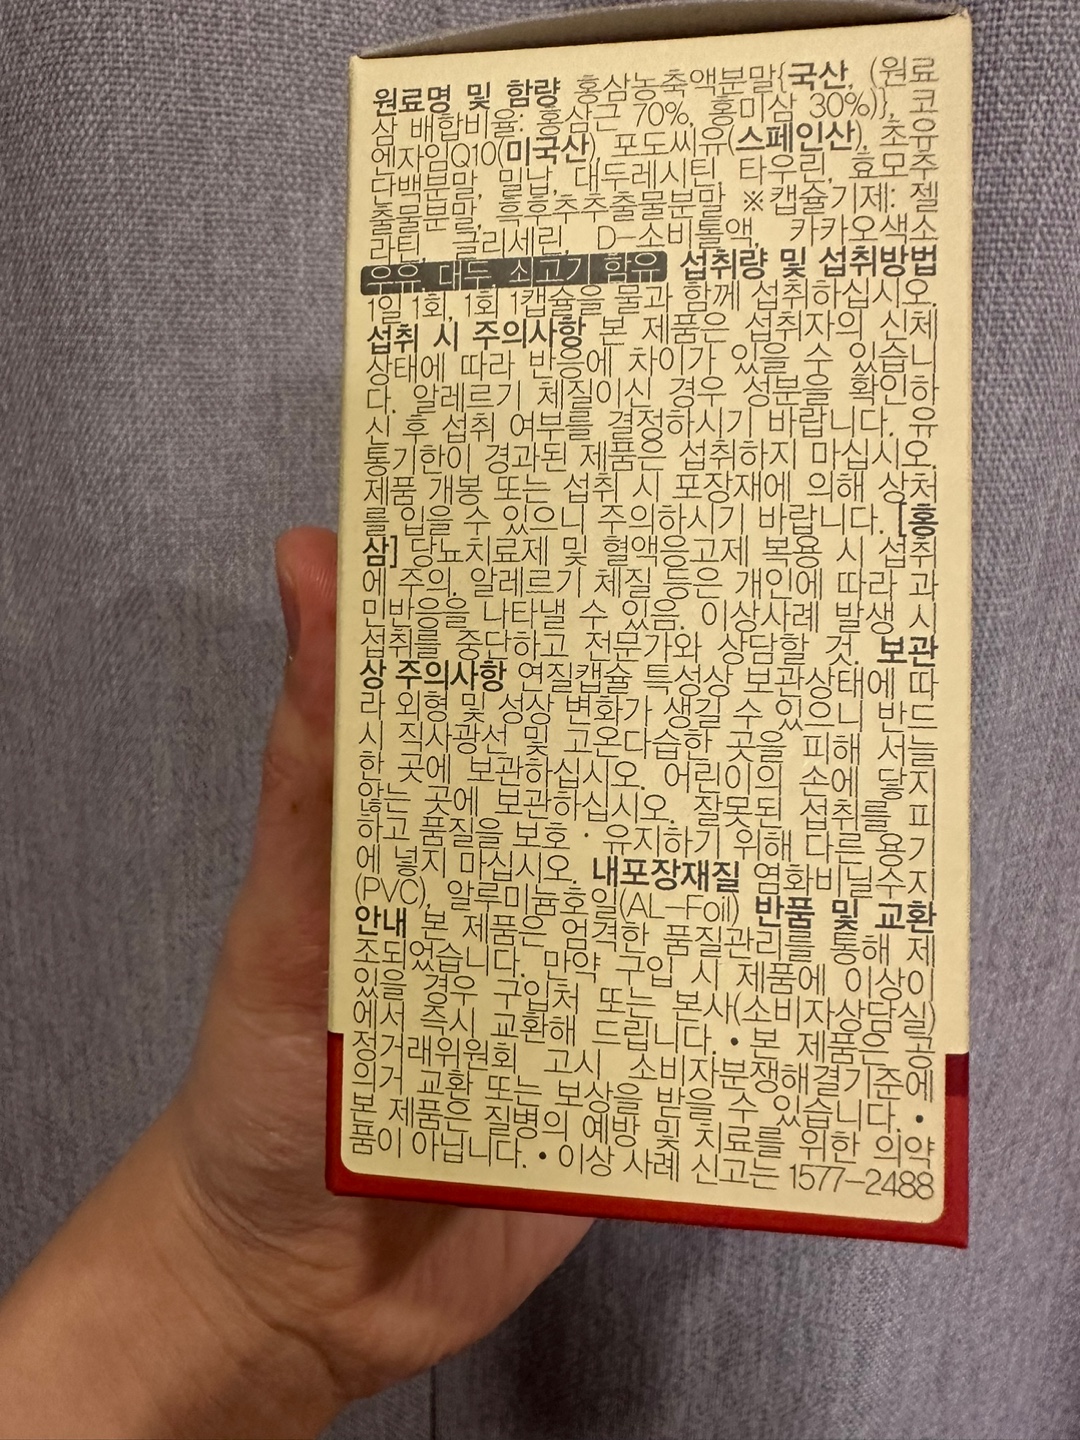 원료명 및 함량 홍삼농축액분말{국산, (원료
삼 배합비율: 홍삼근 70%, 홍미삼 30%)}, 코
엔자임Q10(미국산), 포도씨유(스페인산), 초유
단백분말, 밀납, 대두레시틴 타우린, 효모추
출물분말, 흑후추추출물분말 ※캡슐기제: 젤
라틴, 글리세린, D-소비톨액, 카카오색소
우유, 대두, 쇠고기 함유 섭취량 및 섭취방법
1일 1회, 1회 1캡슐을 물과 함께 섭취하십시오.
섭취 시 주의사항 본 제품은 섭취자의 신체
상태에 따라 반응에 차이가 있을 수 있습니
다. 알레르기 체질이신 경우 성분을 확인하
신 후 섭취 여부를 결정하시기 바랍니다. 유
통기한이 경과된 제품은 섭취하지 마십시오.
제품 개봉 또는 섭취 시 포장재에 의해 상처
를 입을 수 있으니 주의하시기 바랍니다. [홍
삼] 당뇨치료제 및 혈액응고제 복용 시 섭취
에 주의. 알레르기 체질 등은 개인에 따라 과
민반응을 나타낼 수 있음. 이상사례 발생 시
섭취를 중단하고 전문가와 상담할 것. 보관
상 주의사항 연질캡슐 특성상 보관상태에 따
라 외형 및 성상 변화가 생길 수 있으니 반드
시 직사광선 및 고온다습한 곳을 피해 서늘
한 곳에 보관하십시오. 어린이의 손에 닿지
않는 곳에 보관하십시오. 잘못된 섭취를 피
하고 품질을 보호·유지하기 위해 다른 용기
에 넣지 마십시오. 내포장재질 염화비닐수지
(PVC), 알루미늄호일(AL-Foil) 반품 및 교환
안내 본 제품은 엄격한 품질관리를 통해 제
조되었습니다. 만약 구입 시 제품에 이상이
있을 경우 구입처 또는 본사(소비자상담실)
에서 즉시 교환해 드립니다. • 본 제품은 공
정거래위원회 고시 소비자분쟁해결기준에
의거 교환 또는 보상을 받을 수 있습니다. •
본 제품은 질병의 예방 및 치료를 위한 의약
품이 아닙니다. • 이상 사례 신고는 1577-2488